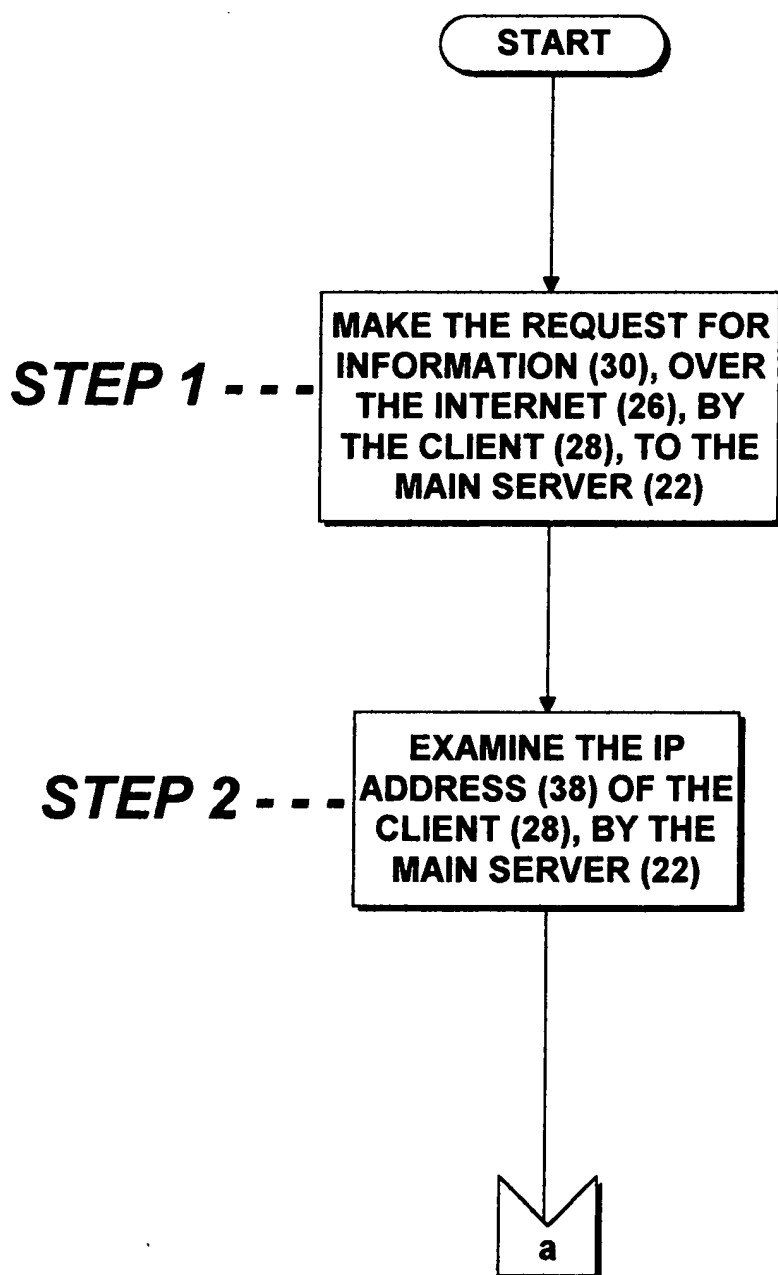 START
MAKE THE REQUEST FOR
INFORMATION (30), OVER
STEP 1 - - -
THE INTERNET (26), BY
THE CLIENT (28), TO THE
MAIN SERVER (22)
EXAMINE THE IP
STEP 2 - - -
ADDRESS (38) OF THE
CLIENT (28), BY THE
MAIN SERVER (22)
a